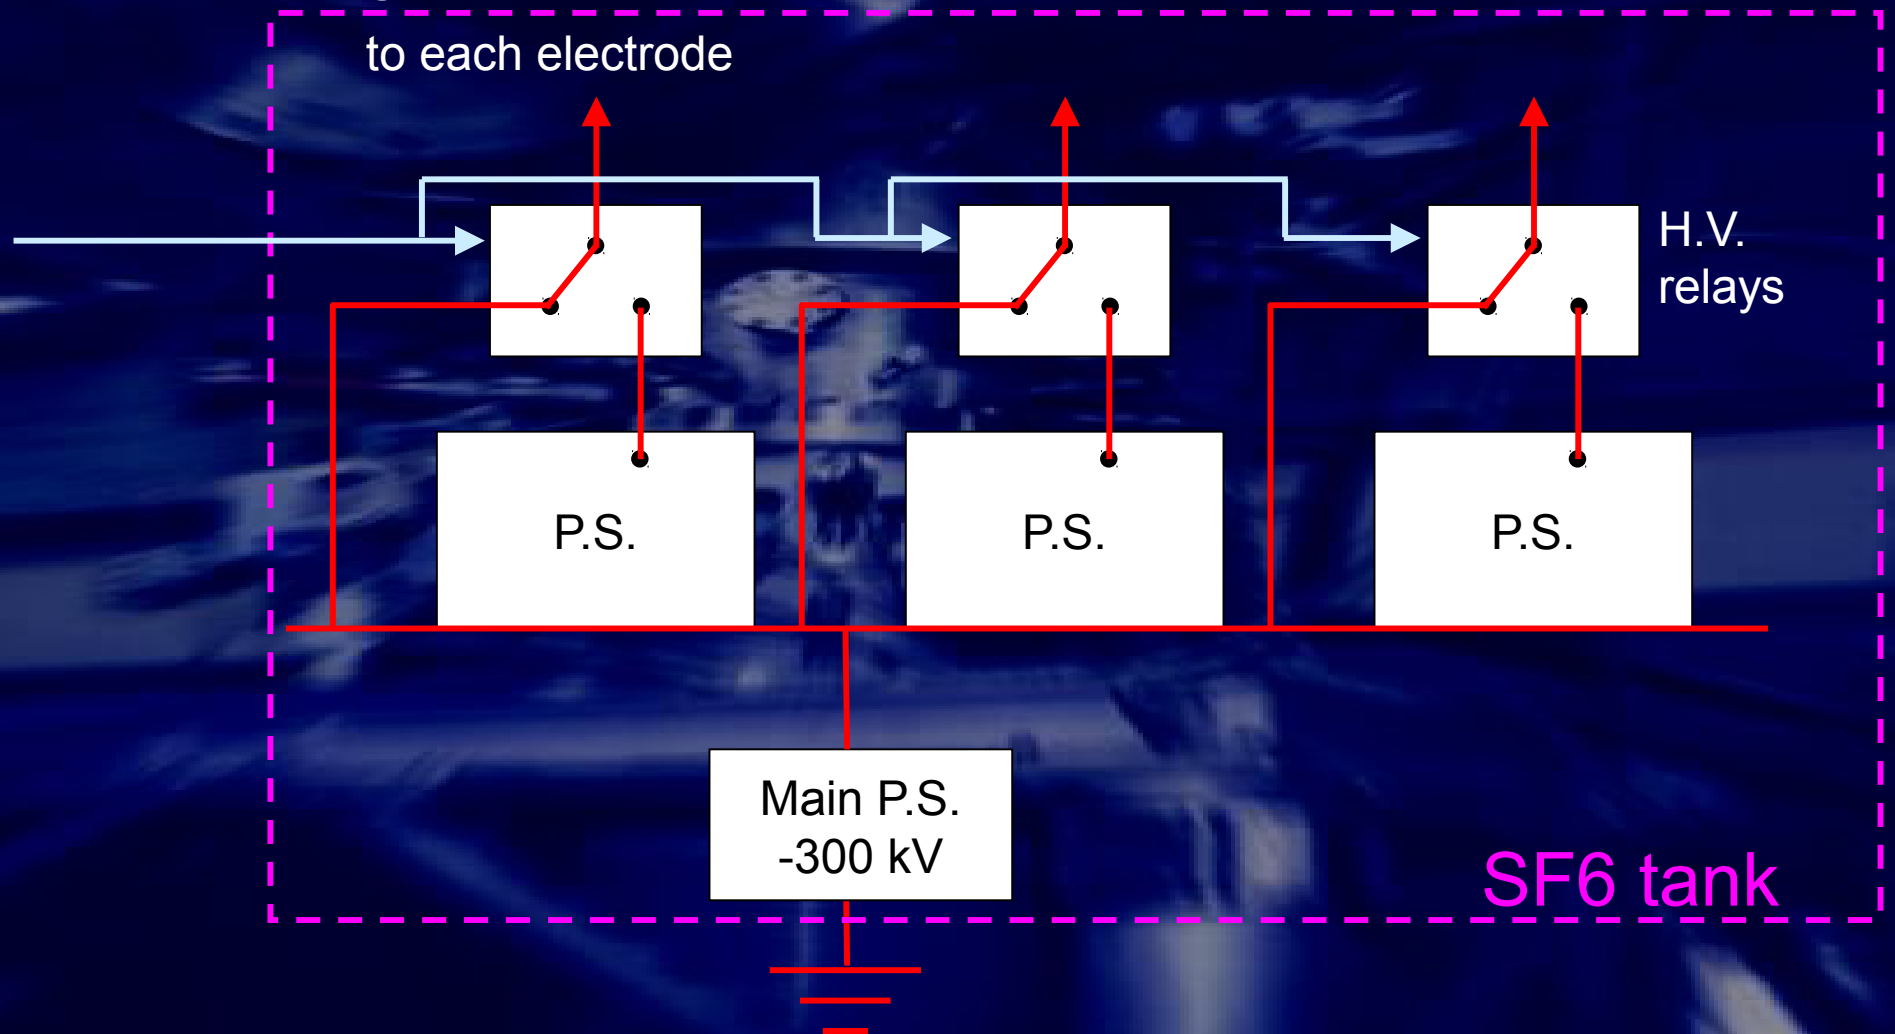 to each electrode
H.V.
relays
P.S.
P.S.
P.S.
Main P.S.
-300 kV
SF6 tank